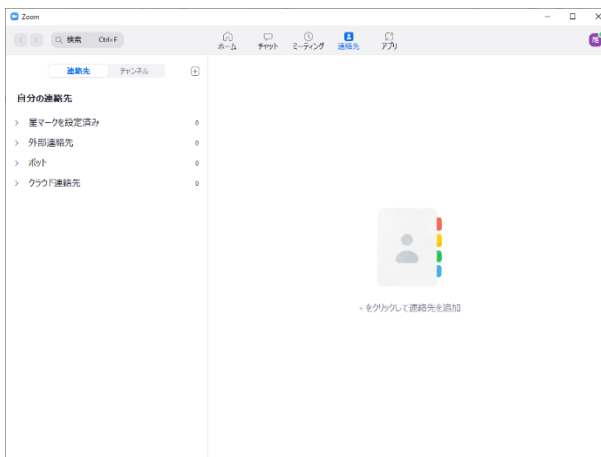 Zoom
検索 Ctrl+F
ホーム チャット ミーティング 連絡先 アプリ
尾
連絡先 チャンネル
自分の連絡先
星マークを設定済み 0
外部連絡先 0
ボット 0
クラウド連絡先 0
+ をクリックして連絡先を追加